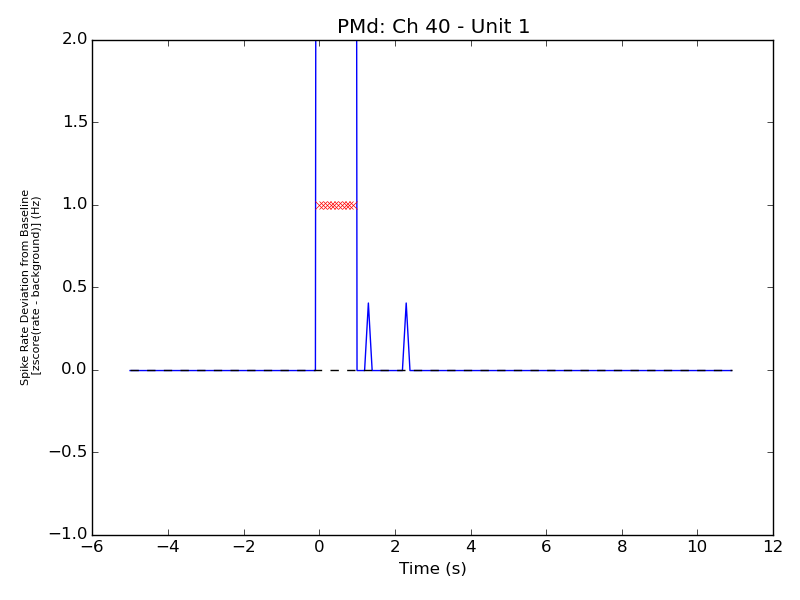 PMd: Ch 40 - Unit 1
2.0
1.5
1.0
0.5
0.0
−0.5
−1.0
Spike Rate Deviation from Baseline
[zscore(rate - background)] (Hz)
−6 −4 −2 0 2 4 6 8 10 12
Time (s)